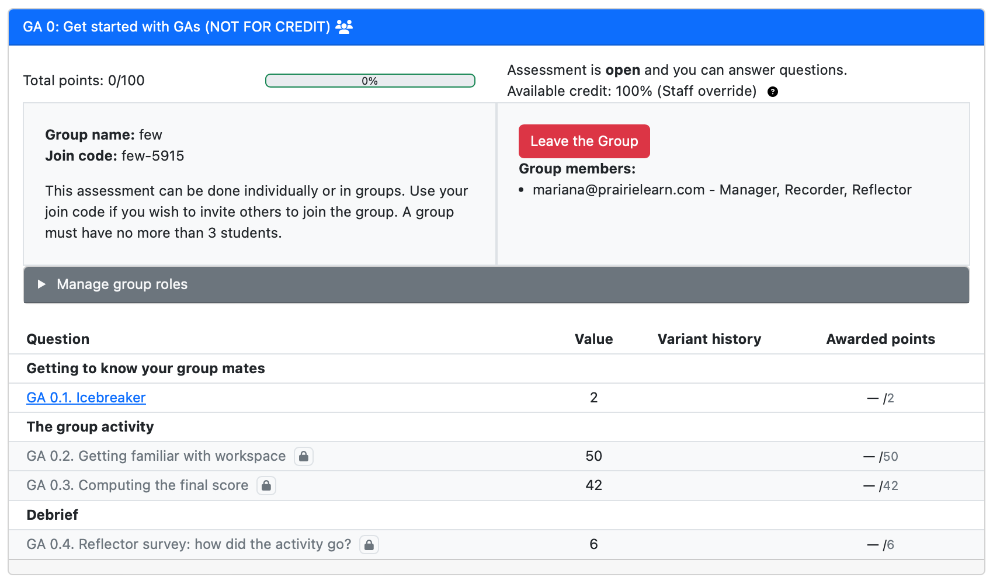 GA 0: Get started with GAs (NOT FOR CREDIT)
Total points: 0/100
0%
Assessment is open and you can answer questions.
Available credit: 100% (Staff override) ?
Group name: few
Join code: few-5915
This assessment can be done individually or in groups. Use your
join code if you wish to invite others to join the group. A group
must have no more than 3 students.
Leave the Group
Group members:
• mariana@prairielearn.com - Manager, Recorder, Reflector
Manage group roles
Question Value Variant history Awarded points
Getting to know your group mates
GA 0.1. Icebreaker 2 — /2
The group activity
GA 0.2. Getting familiar with workspace 50 — /50
GA 0.3. Computing the final score 42 — /42
Debrief
GA 0.4. Reflector survey: how did the activity go? 6 — /6